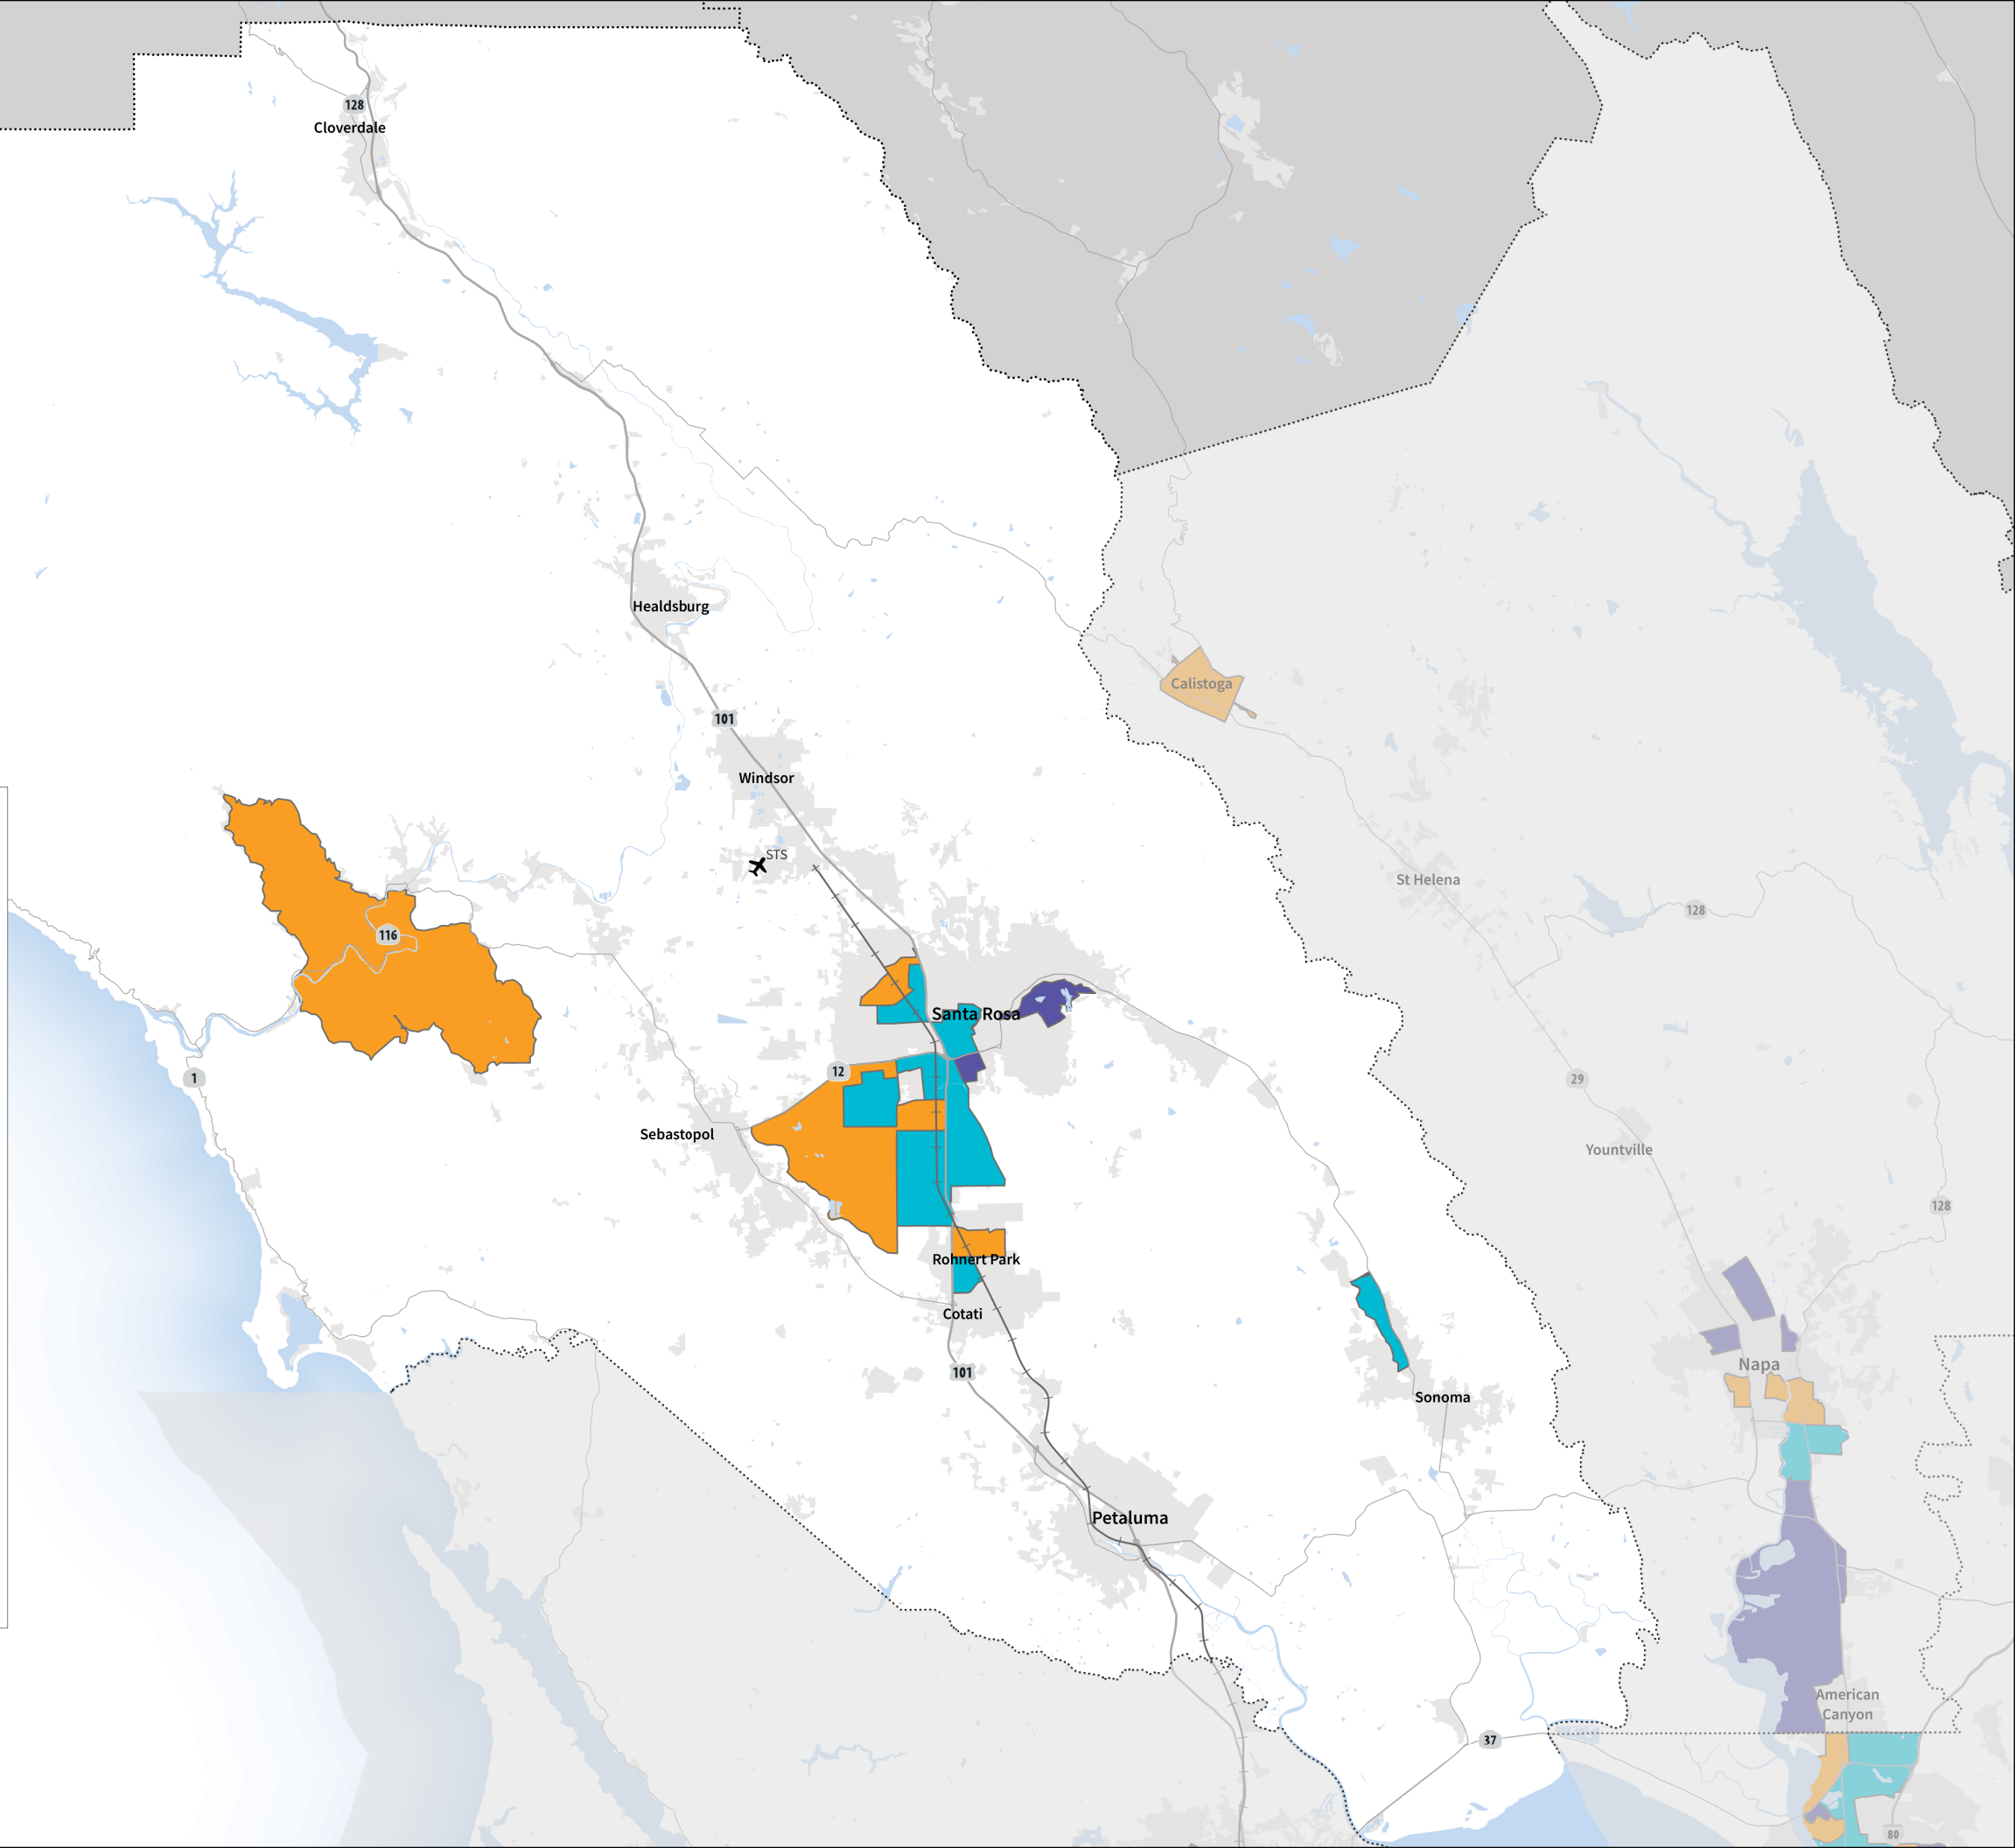 128
Cloverdale
Healdsburg
Calistoga
101
Windsor
STS
St Helena
128
116
Santa Rosa
12
1
29
Sebastopol
Yountville
128
Rohnert Park
Cotati
Napa
101
Sonoma
Petaluma
American
Canyon
37
80